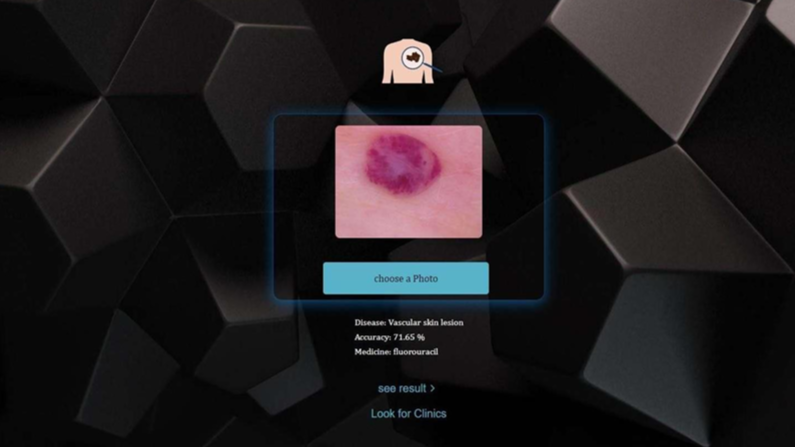 choose a Photo
Disease: Vascular skin lesion
Accuracy: 71.65 %
Medicine: fluorouracil
see result >
Look for Clinics